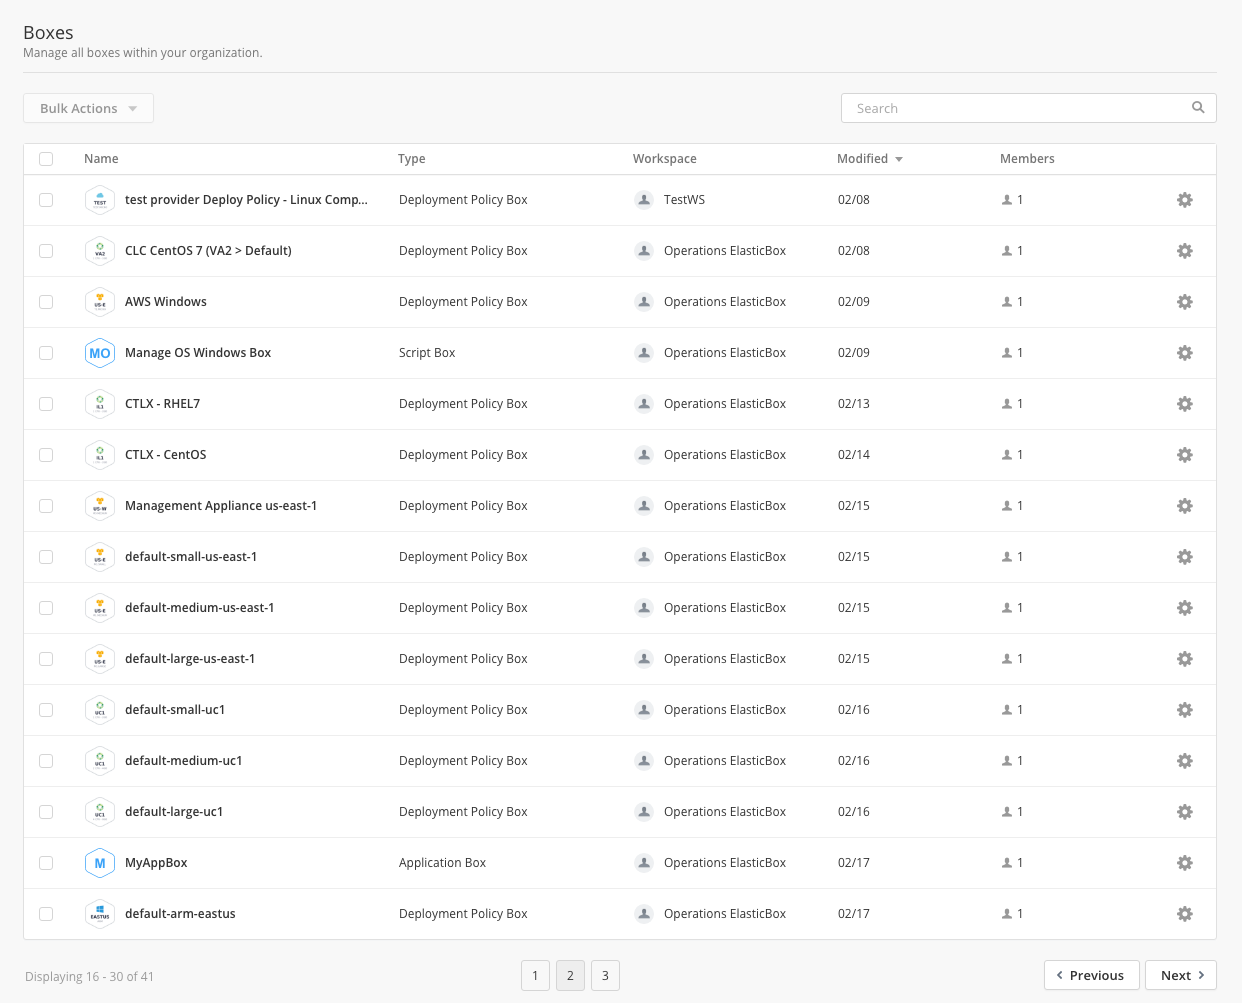 Boxes
Manage all boxes within your organization.
Bulk Actions
Search
Name Type Workspace Modified Members
TEST test provider Deploy Policy - Linux Comp... Deployment Policy Box TestWS 02/08 1
VA2 CLC CentOS 7 (VA2 > Default) Deployment Policy Box Operations ElasticBox 02/08 1
US-E AWS Windows Deployment Policy Box Operations ElasticBox 02/09 1
MO Manage OS Windows Box Script Box Operations ElasticBox 02/09 1
IL1 CTLX - RHEL7 Deployment Policy Box Operations ElasticBox 02/13 1
IL1 CTLX - CentOS Deployment Policy Box Operations ElasticBox 02/14 1
US-W Management Appliance us-east-1 Deployment Policy Box Operations ElasticBox 02/15 1
US-E default-small-us-east-1 Deployment Policy Box Operations ElasticBox 02/15 1
US-E default-medium-us-east-1 Deployment Policy Box Operations ElasticBox 02/15 1
US-E default-large-us-east-1 Deployment Policy Box Operations ElasticBox 02/15 1
UC1 default-small-uc1 Deployment Policy Box Operations ElasticBox 02/16 1
UC1 default-medium-uc1 Deployment Policy Box Operations ElasticBox 02/16 1
UC1 default-large-uc1 Deployment Policy Box Operations ElasticBox 02/16 1
M MyAppBox Application Box Operations ElasticBox 02/17 1
EASTUS default-arm-eastus Deployment Policy Box Operations ElasticBox 02/17 1
Displaying 16 - 30 of 41 1 2 3 Previous Next